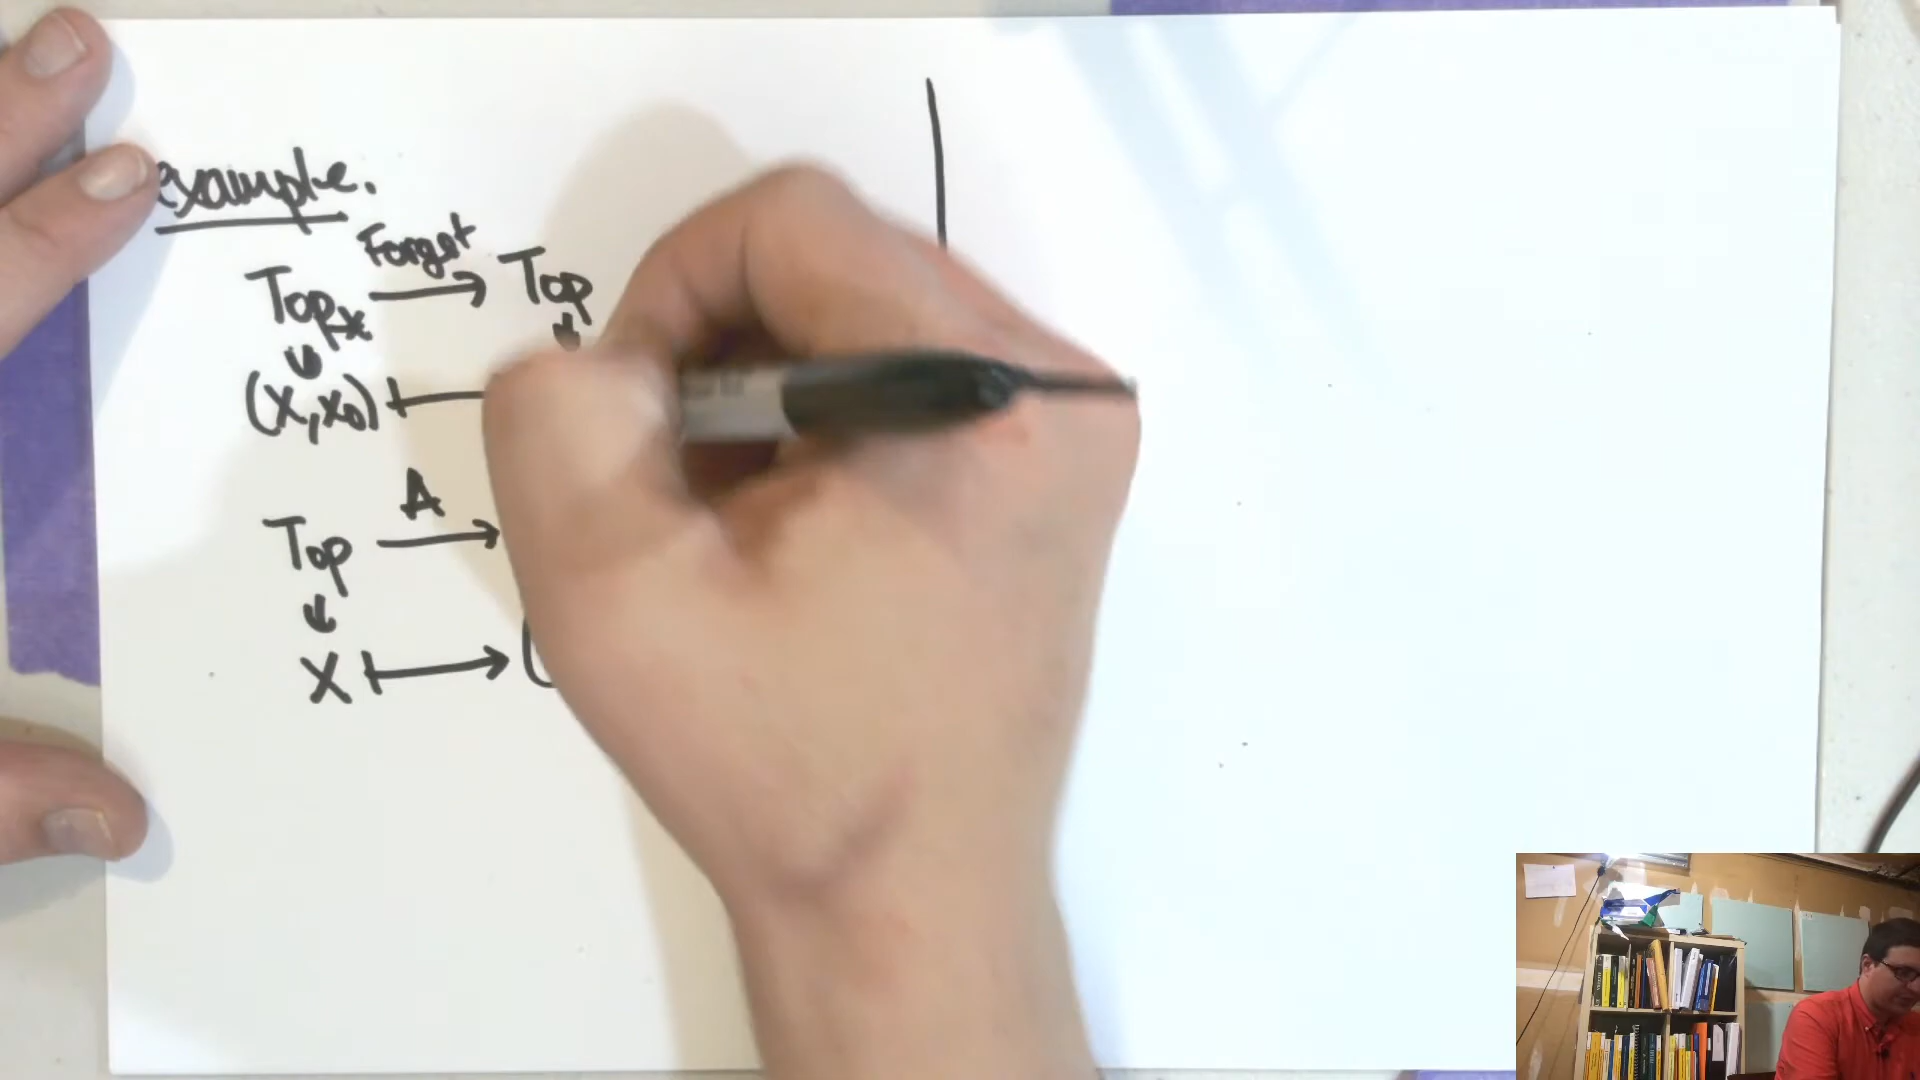 example.
Forget
Top* → Top
↓ ↓
(X, x₀) ↦
A
Top →
↓
X ↦ (